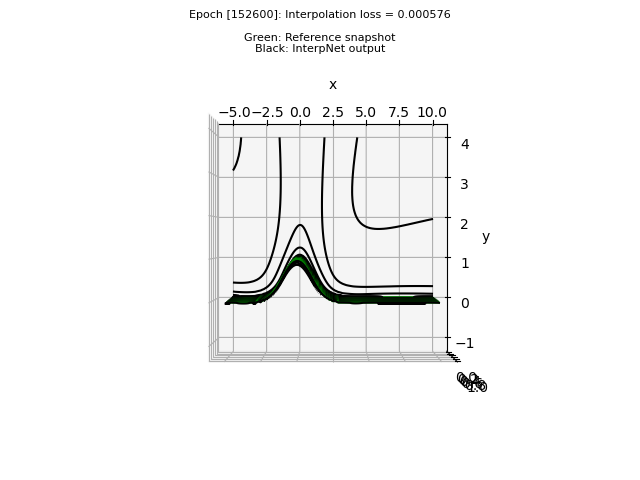 Epoch [152600]: Interpolation loss = 0.000576
Green: Reference snapshot
Black: InterpNet output
x
−5.0 −2.5 0.0 2.5 5.0 7.5 10.0
4
3
2
y
1
0
−1